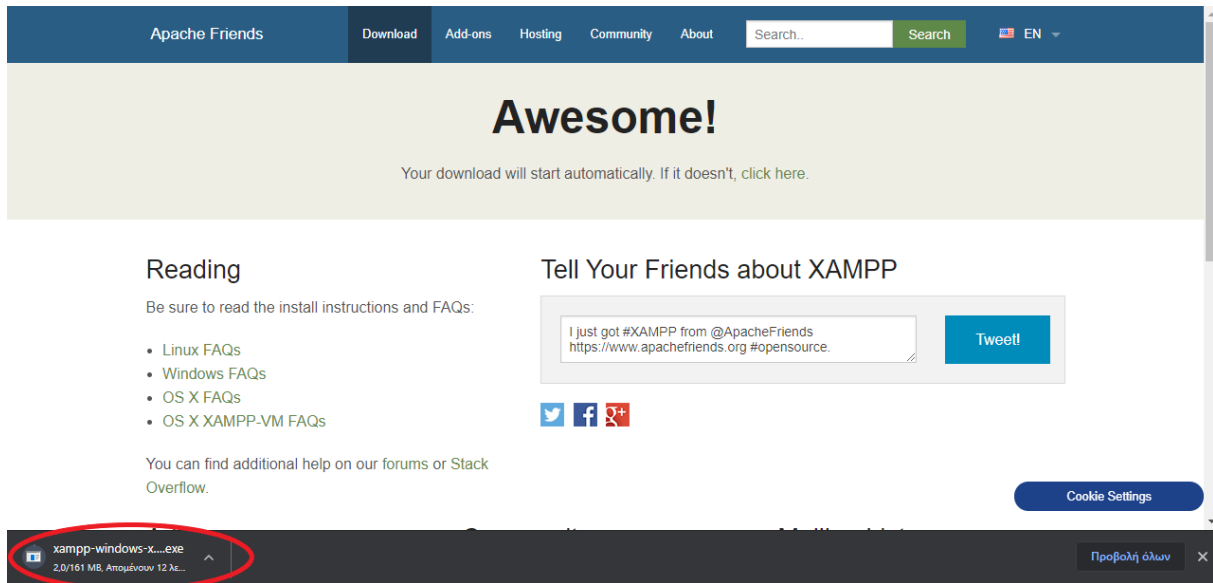 Apache Friends
Download
Add-ons
Hosting
Community
About
Search..
Search
EN
Awesome!
Your download will start automatically. If it doesn't, click here.
Reading
Be sure to read the install instructions and FAQs:
Linux FAQs
Windows FAQs
OS X FAQs
OS X XAMPP-VM FAQs
You can find additional help on our forums or Stack
Overflow.
Tell Your Friends about XAMPP
I just got #XAMPP from @ApacheFriends
https://www.apachefriends.org #opensource.
Tweet!
Cookie Settings
xampp-windows-x....exe
2,0/161 MB, Απομένουν 12 λε...
Προβολή όλων